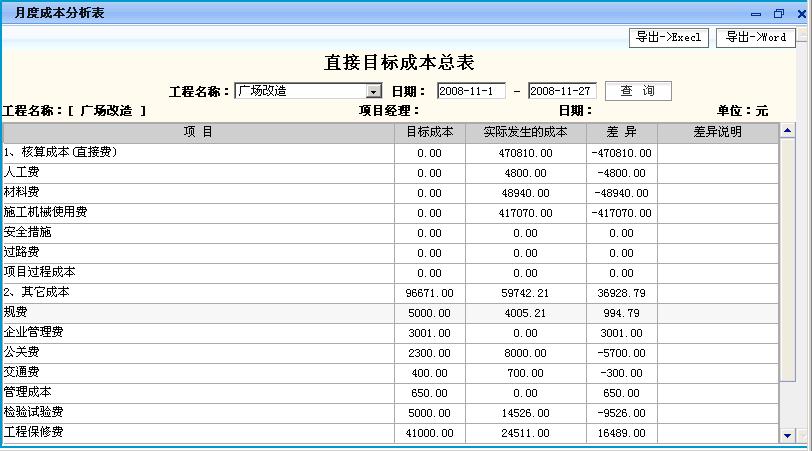 月度成本分析表
导出->Execl 导出->Word
直接目标成本总表
工程名称： 广场改造 日期： 2008-11-1 - 2008-11-27 查 询
工程名称：[ 广场改造 ] 项目经理： 日期： 单位：元
项 目 目标成本 实际发生的成本 差 异 差异说明
1、核算成本(直接费) 0.00 470810.00 -470810.00
人工费 0.00 4800.00 -4800.00
材料费 0.00 48940.00 -48940.00
施工机械使用费 0.00 417070.00 -417070.00
安全措施 0.00 0.00 0.00
过路费 0.00 0.00 0.00
项目过程成本 0.00 0.00 0.00
2、其它成本 96671.00 59742.21 36928.79
规费 5000.00 4005.21 994.79
企业管理费 3001.00 0.00 3001.00
公关费 2300.00 8000.00 -5700.00
交通费 400.00 700.00 -300.00
管理成本 650.00 0.00 650.00
检验试验费 5000.00 14526.00 -9526.00
工程保修费 41000.00 24511.00 16489.00